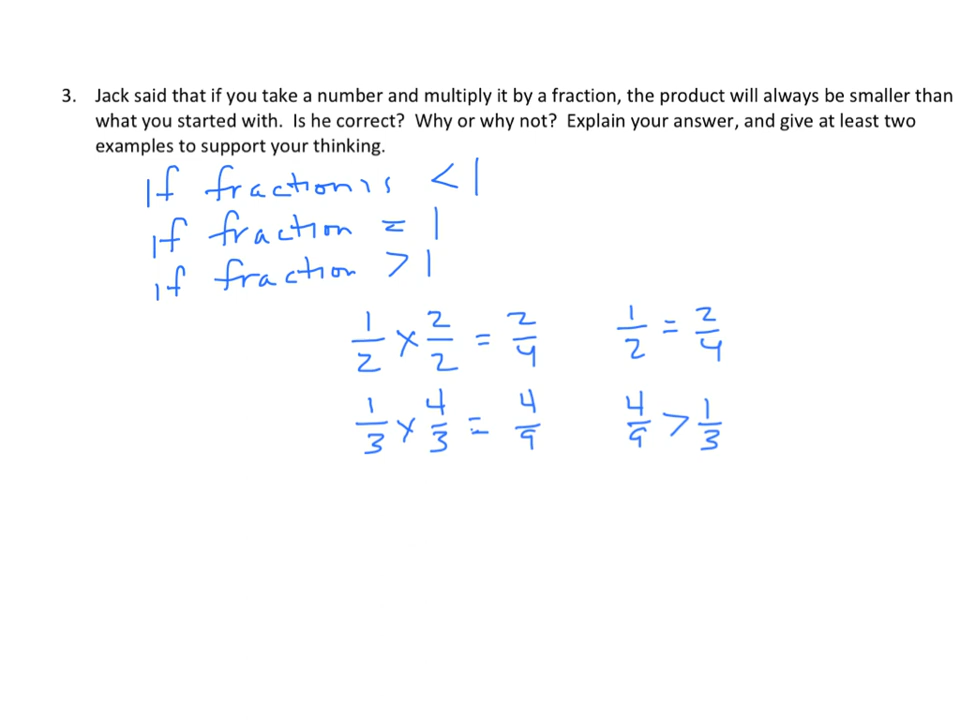 3. Jack said that if you take a number and multiply it by a fraction, the product will always be smaller than
what you started with. Is he correct? Why or why not? Explain your answer, and give at least two
examples to support your thinking.
If fraction is < 1
if fraction = 1
if fraction > 1
1/2 × 2/2 = 2/4 1/2 = 2/4
1/3 × 4/3 = 4/9 4/9 > 1/3